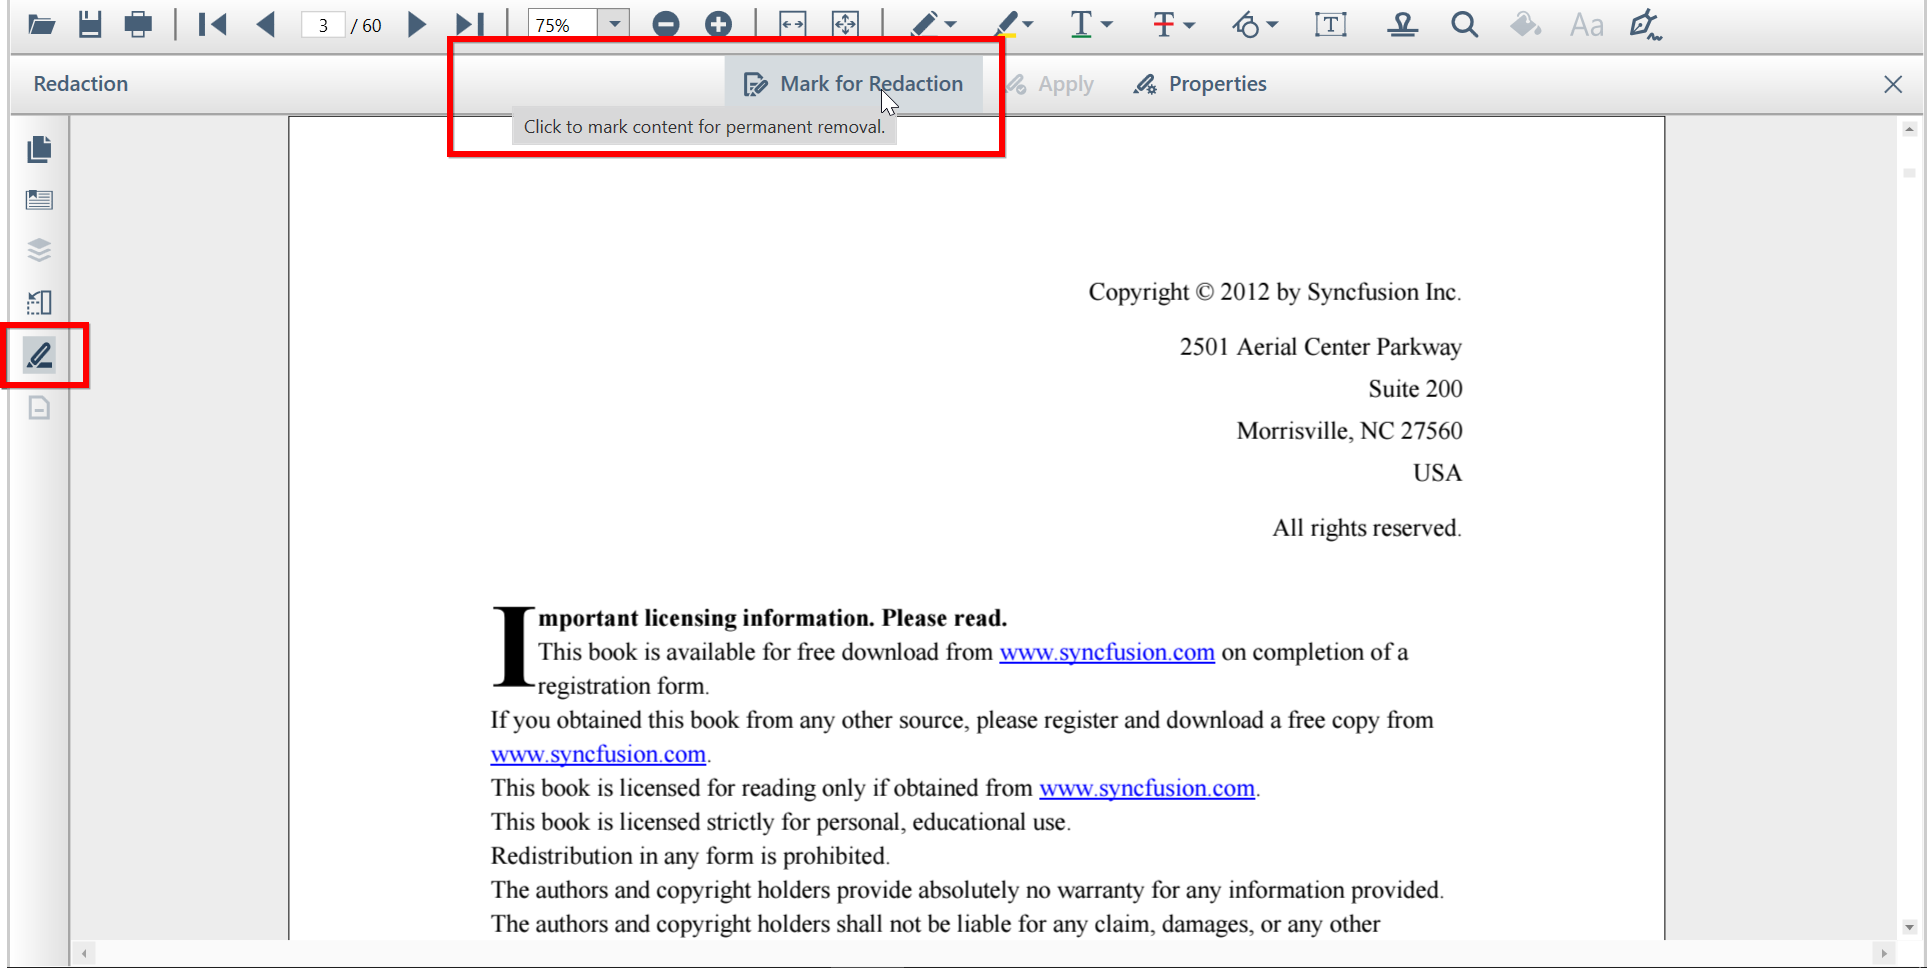 3 / 60 75% T T T Aa
Redaction Mark for Redaction Apply Properties
Click to mark content for permanent removal.
Copyright © 2012 by Syncfusion Inc.
2501 Aerial Center Parkway
Suite 200
Morrisville, NC 27560
USA
All rights reserved.
Important licensing information. Please read.
This book is available for free download from www.syncfusion.com on completion of a
registration form.
If you obtained this book from any other source, please register and download a free copy from
www.syncfusion.com.
This book is licensed for reading only if obtained from www.syncfusion.com.
This book is licensed strictly for personal, educational use.
Redistribution in any form is prohibited.
The authors and copyright holders provide absolutely no warranty for any information provided.
The authors and copyright holders shall not be liable for any claim, damages, or any other